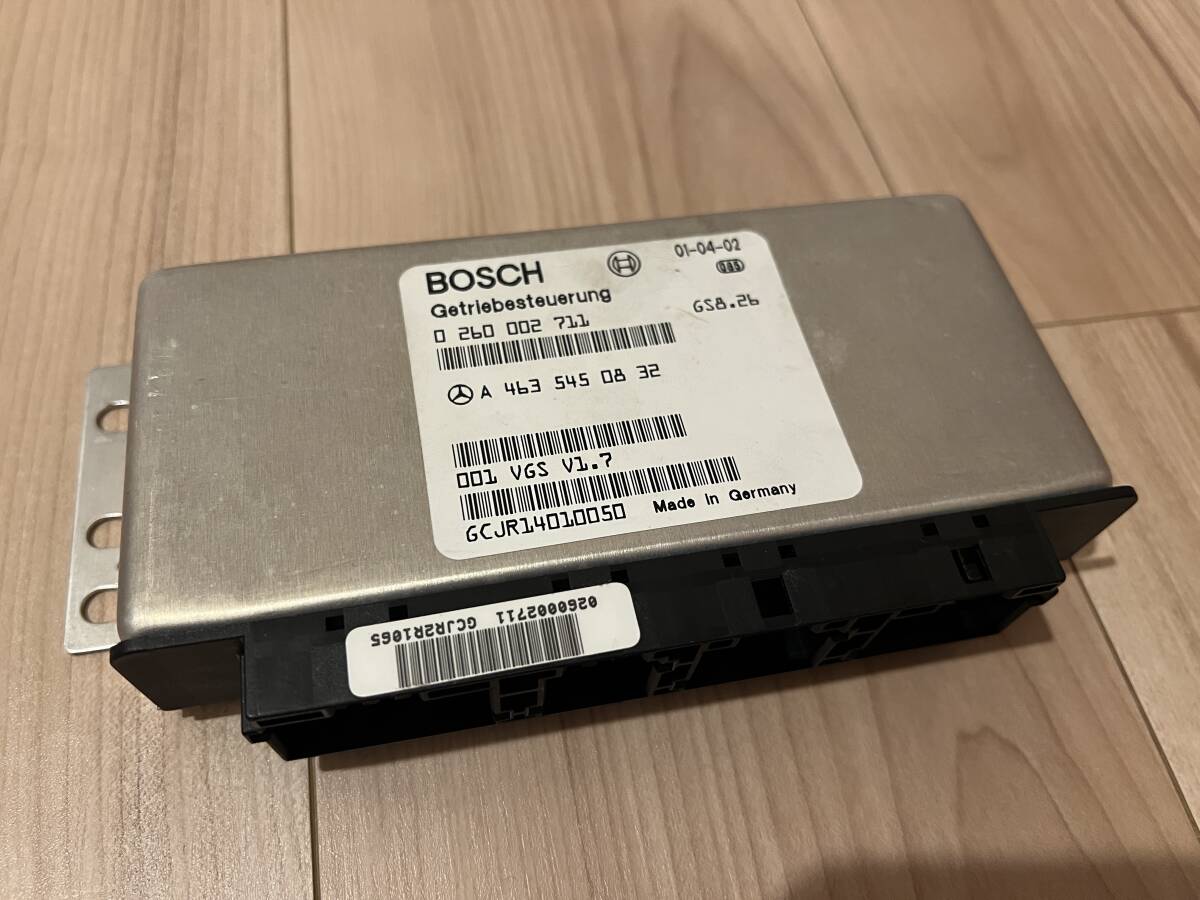 BOSCH
01-04-02
Getriebesteuerung
0 260 002 711
GS8.26
A 463 545 08 32
001 VGS V1.7
GCJR14010050 Made in Germany
0260002711 GCJR2R1065